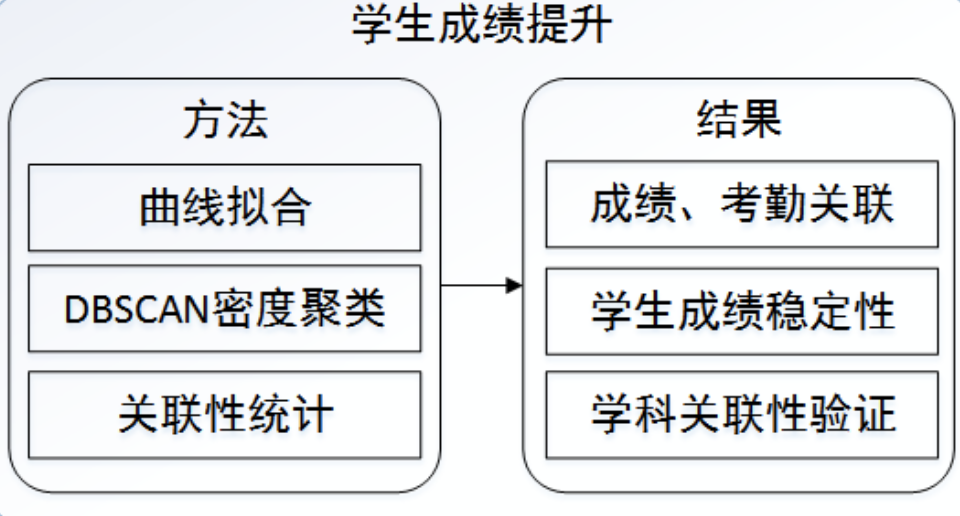 学生成绩提升
方法
曲线拟合
DBSCAN密度聚类
关联性统计
结果
成绩、考勤关联
学生成绩稳定性
学科关联性验证